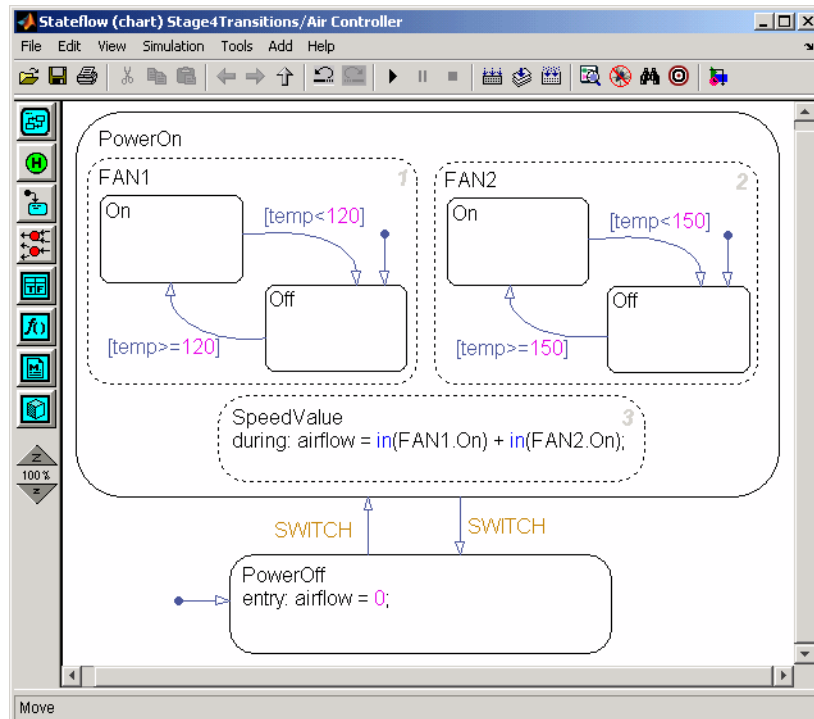 Stateflow (chart) Stage4Transitions/Air Controller
File Edit View Simulation Tools Add Help
PowerOn
FAN1 1
On
[temp<120]
Off
[temp>=120]
FAN2 2
On
[temp<150]
Off
[temp>=150]
SpeedValue 3
during: airflow = in(FAN1.On) + in(FAN2.On);
SWITCH
SWITCH
PowerOff
entry: airflow = 0;
H
TF
f()
M
Z
100%
z
Move